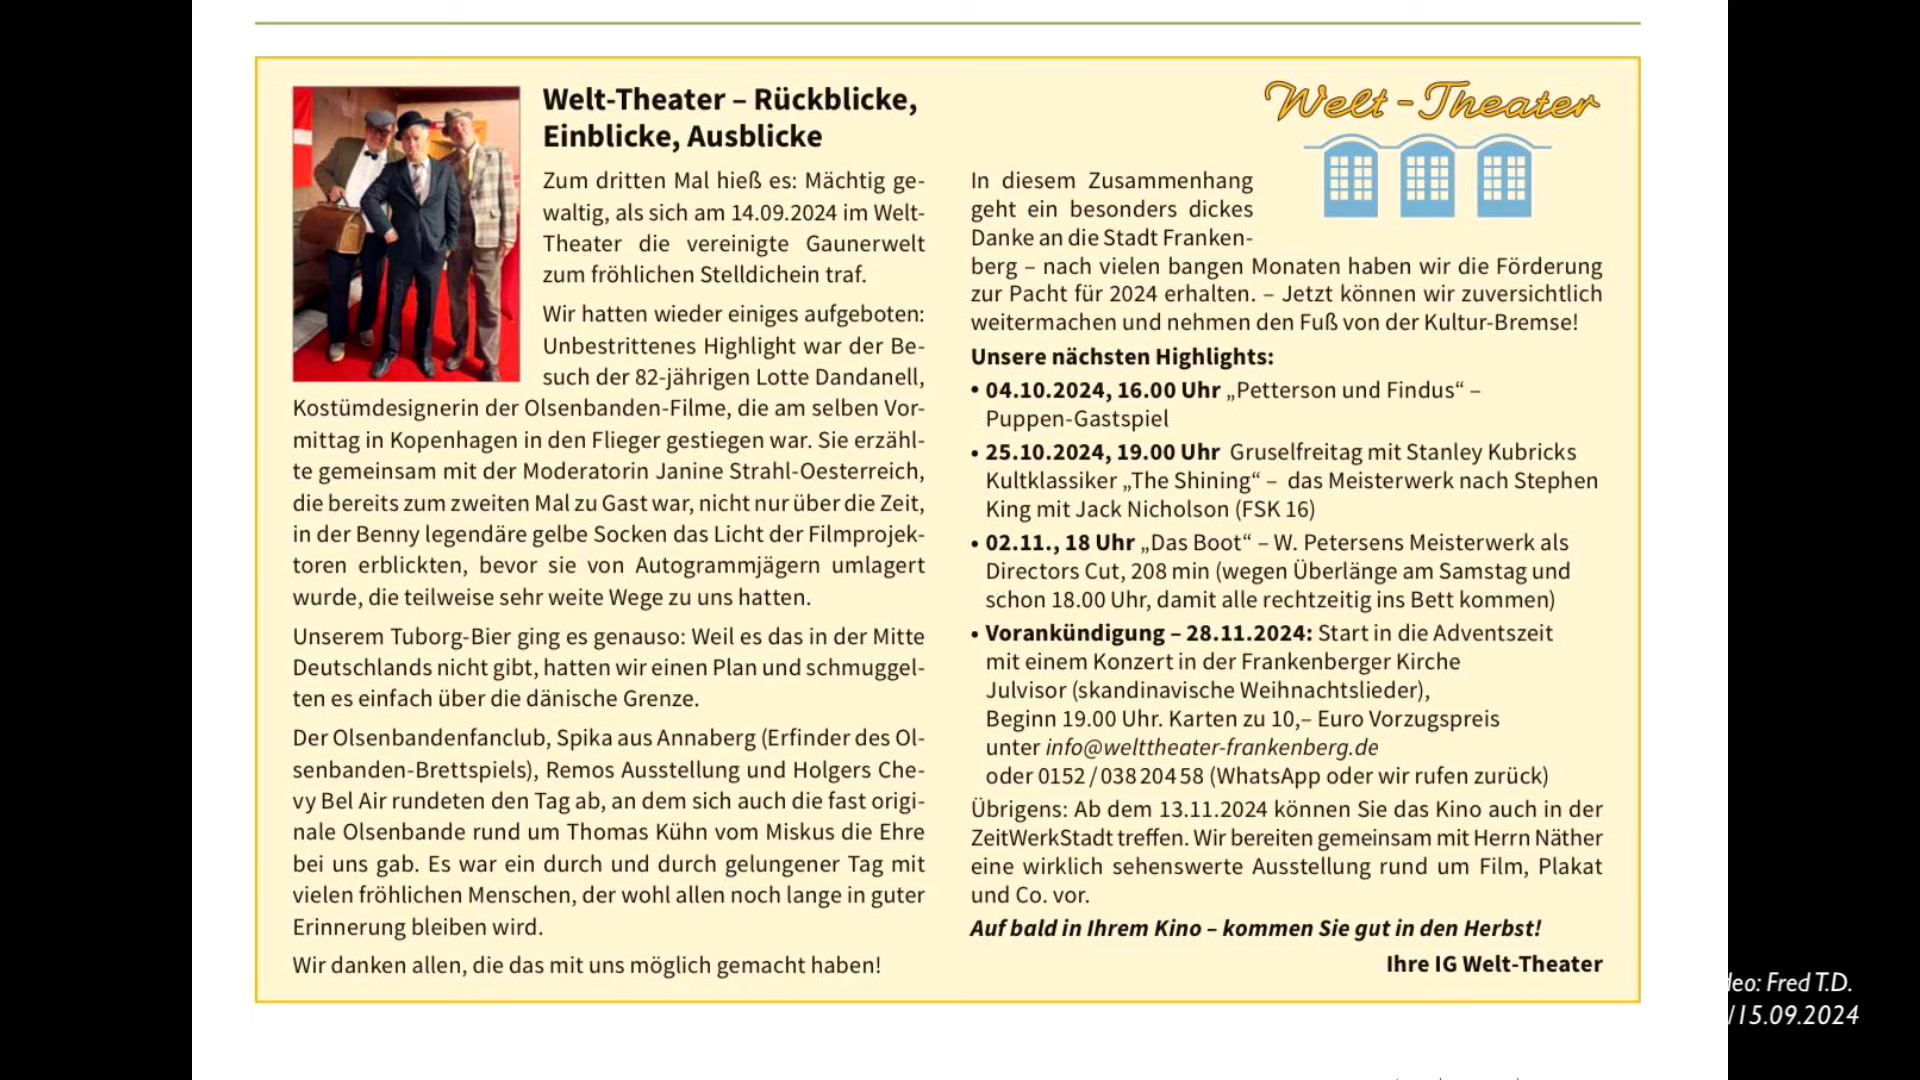 Welt-Theater – Rückblicke,
Einblicke, Ausblicke
Zum dritten Mal hieß es: Mächtig ge-
waltig, als sich am 14.09.2024 im Welt-
Theater die vereinigte Gaunerwelt
zum fröhlichen Stelldichein traf.
Wir hatten wieder einiges aufgeboten:
Unbestrittenes Highlight war der Be-
such der 82-jährigen Lotte Dandanell,
Kostümdesignerin der Olsenbanden-Filme, die am selben Vor-
mittag in Kopenhagen in den Flieger gestiegen war. Sie erzähl-
te gemeinsam mit der Moderatorin Janine Strahl-Oesterreich,
die bereits zum zweiten Mal zu Gast war, nicht nur über die Zeit,
in der Benny legendäre gelbe Socken das Licht der Filmprojek-
toren erblickten, bevor sie von Autogrammjägern umlagert
wurde, die teilweise sehr weite Wege zu uns hatten.
Unserem Tuborg-Bier ging es genauso: Weil es das in der Mitte
Deutschlands nicht gibt, hatten wir einen Plan und schmuggel-
ten es einfach über die dänische Grenze.
Der Olsenbandenfanclub, Spika aus Annaberg (Erfinder des Ol-
senbanden-Brettspiels), Remos Ausstellung und Holgers Che-
vy Bel Air rundeten den Tag ab, an dem sich auch die fast origi-
nale Olsenbande rund um Thomas Kühn vom Miskus die Ehre
bei uns gab. Es war ein durch und durch gelungener Tag mit
vielen fröhlichen Menschen, der wohl allen noch lange in guter
Erinnerung bleiben wird.
Wir danken allen, die das mit uns möglich gemacht haben!
Welt-Theater
In diesem Zusammenhang
geht ein besonders dickes
Danke an die Stadt Franken-
berg – nach vielen bangen Monaten haben wir die Förderung
zur Pacht für 2024 erhalten. – Jetzt können wir zuversichtlich
weitermachen und nehmen den Fuß von der Kultur-Bremse!
Unsere nächsten Highlights:
• 04.10.2024, 16.00 Uhr „Petterson und Findus“ –
Puppen-Gastspiel
• 25.10.2024, 19.00 Uhr Gruselfreitag mit Stanley Kubricks
Kultklassiker „The Shining“ – das Meisterwerk nach Stephen
King mit Jack Nicholson (FSK 16)
• 02.11., 18 Uhr „Das Boot“ – W. Petersens Meisterwerk als
Directors Cut, 208 min (wegen Überlänge am Samstag und
schon 18.00 Uhr, damit alle rechtzeitig ins Bett kommen)
• Vorankündigung – 28.11.2024: Start in die Adventszeit
mit einem Konzert in der Frankenberger Kirche
Julvisor (skandinavische Weihnachtslieder),
Beginn 19.00 Uhr. Karten zu 10,– Euro Vorzugspreis
unter info@welttheater-frankenberg.de
oder 0152 / 038 204 58 (WhatsApp oder wir rufen zurück)
Übrigens: Ab dem 13.11.2024 können Sie das Kino auch in der
ZeitWerkStadt treffen. Wir bereiten gemeinsam mit Herrn Näther
eine wirklich sehenswerte Ausstellung rund um Film, Plakat
und Co. vor.
Auf bald in Ihrem Kino – kommen Sie gut in den Herbst!
Ihre IG Welt-Theater
deo: Fred T.D.
/15.09.2024